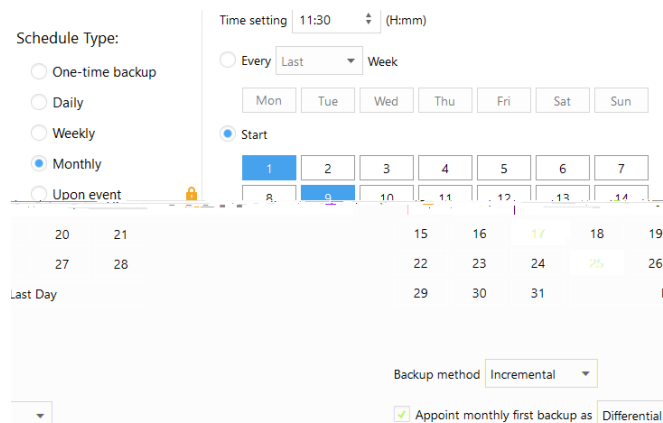 Time setting 11:30 (H:mm)
Schedule Type:
Every Last Week
One-time backup
Mon Tue Wed Thu Fri Sat Sun
Daily
Weekly
Start
Monthly
1 2 3 4 5 6 7
Upon event
8 9 10 11 12 13 14
20 21 15 16 17 18 19
27 28 22 23 24 25 26
Last Day 29 30 31
Backup method Incremental
Appoint monthly first backup as Differential